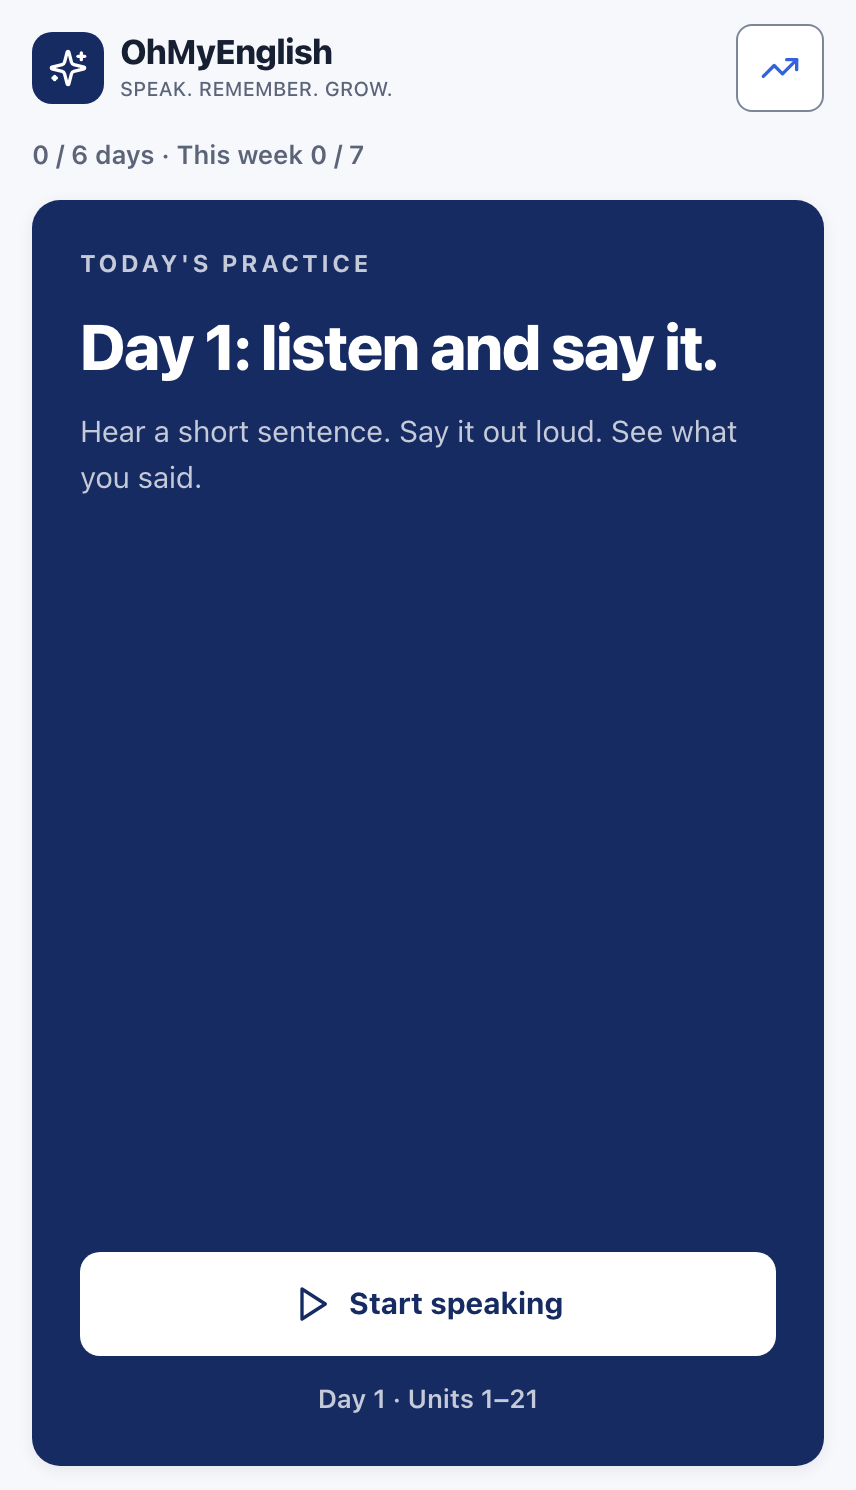 OhMyEnglish
SPEAK. REMEMBER. GROW.
0 / 6 days · This week 0 / 7
TODAY'S PRACTICE
Day 1: listen and say it.
Hear a short sentence. Say it out loud. See what
you said.
Start speaking
Day 1 · Units 1–21